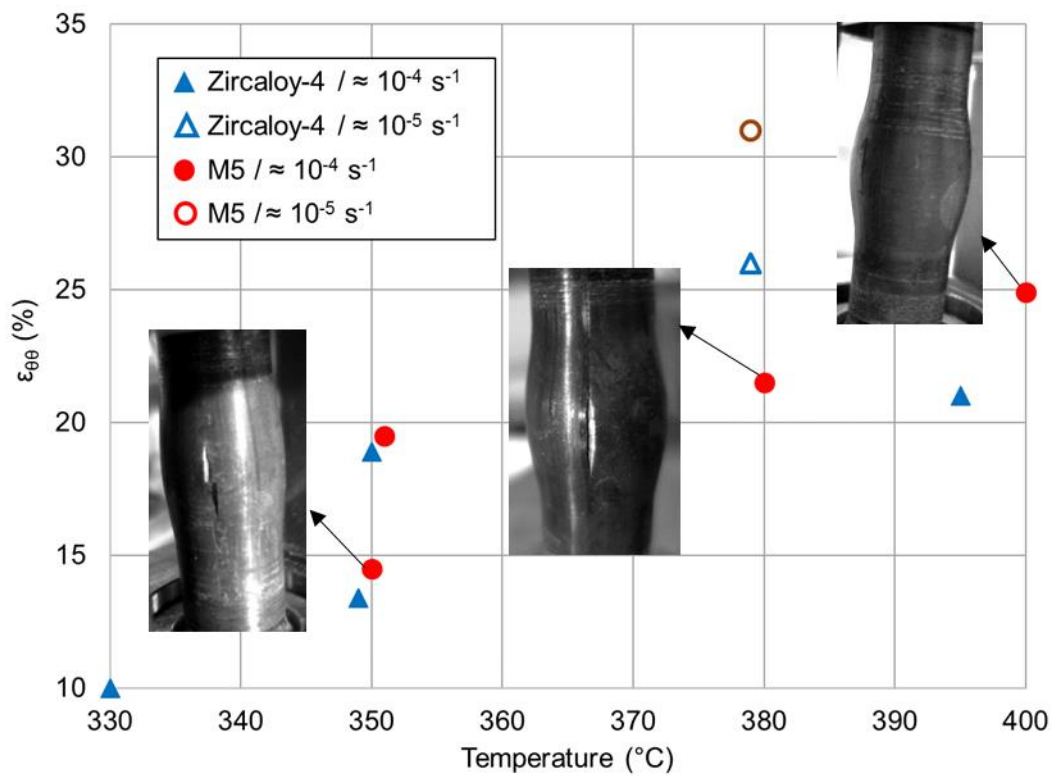 35
30
25
20
15
10
εθθ (%)
Zircaloy-4 / ≈ 10⁻⁴ s⁻¹
Zircaloy-4 / ≈ 10⁻⁵ s⁻¹
M5 / ≈ 10⁻⁴ s⁻¹
M5 / ≈ 10⁻⁵ s⁻¹
330 340 350 360 370 380 390 400
Temperature (°C)